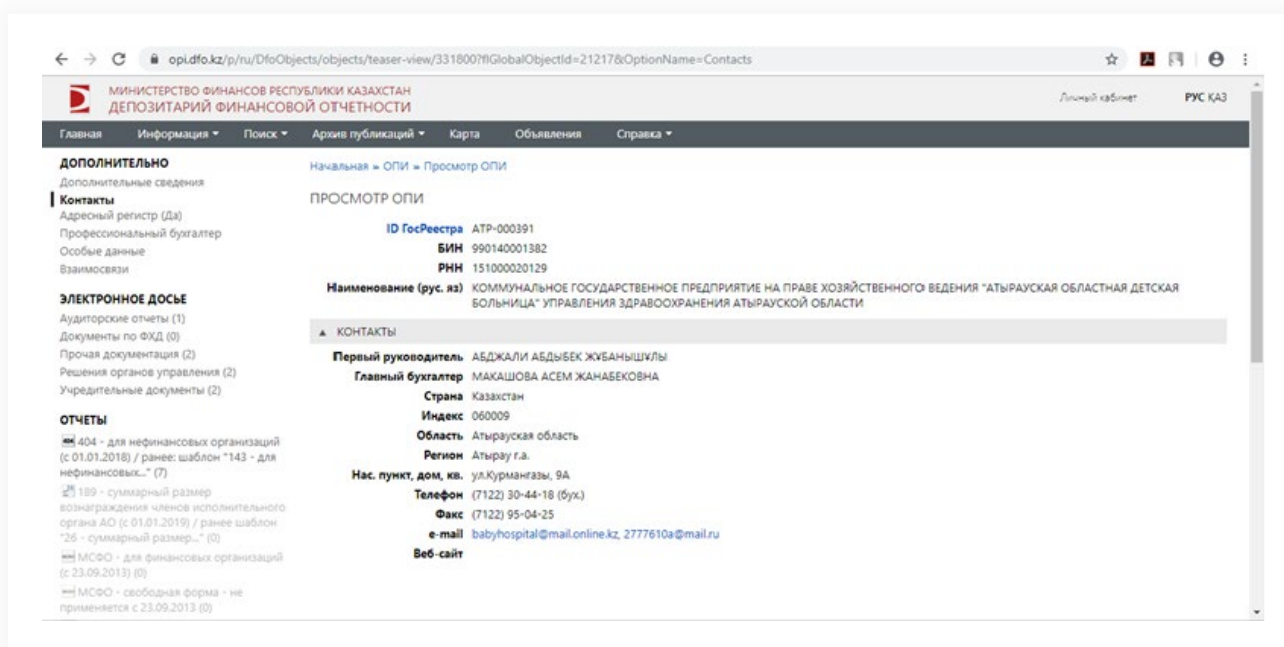 opi.dfo.kz/p/ru/DfoObjects/objects/teaser-view/331800?flGlobalObjectId=21217&OptionName=Contacts
МИНИСТЕРСТВО ФИНАНСОВ РЕСПУБЛИКИ КАЗАХСТАН
ДЕПОЗИТАРИЙ ФИНАНСОВОЙ ОТЧЕТНОСТИ
Личный кабинет РУС ҚАЗ
Главная Информация Поиск Архив публикаций Карта Объявления Справка
ДОПОЛНИТЕЛЬНО
Дополнительные сведения
Контакты
Адресный регистр (Да)
Профессиональный бухгалтер
Особые данные
Взаимосвязи
ЭЛЕКТРОННОЕ ДОСЬЕ
Аудиторские отчеты (1)
Документы по ФХД (0)
Прочая документация (2)
Решения органов управления (2)
Учредительные документы (2)
ОТЧЕТЫ
404 - для нефинансовых организаций
(с 01.01.2018) / ранее: шаблон "143 - для
нефинансовых..." (7)
189 - суммарный размер
вознаграждения членов исполнительного
органа АО (с 01.01.2019) / ранее шаблон
"26 - суммарный размер..." (0)
МСФО - для финансовых организаций
(с 23.09.2013) (0)
МСФО - свободная форма - не
применяется с 23.09.2013 (0)
Начальная » ОПИ » Просмотр ОПИ
ПРОСМОТР ОПИ
ID ГосРеестра АТР-000391
БИН 990140001382
РНН 151000020129
Наименование (рус. яз) КОММУНАЛЬНОЕ ГОСУДАРСТВЕННОЕ ПРЕДПРИЯТИЕ НА ПРАВЕ ХОЗЯЙСТВЕННОГО ВЕДЕНИЯ "АТЫРАУСКАЯ ОБЛАСТНАЯ ДЕТСКАЯ
БОЛЬНИЦА" УПРАВЛЕНИЯ ЗДРАВООХРАНЕНИЯ АТЫРАУСКОЙ ОБЛАСТИ
КОНТАКТЫ
Первый руководитель АБДЖАЛИ АБДЫБЕК ЖҰБАНЫШҰЛЫ
Главный бухгалтер МАКАШОВА АСЕМ ЖАНАБЕКОВНА
Страна Казахстан
Индекс 060009
Область Атырауская область
Регион Атырау г.а.
Нас. пункт, дом, кв. ул.Курмангазы, 9А
Телефон (7122) 30-44-18 (бух.)
Факс (7122) 95-04-25
e-mail babyhospital@mail.online.kz, 2777610a@mail.ru
Веб-сайт